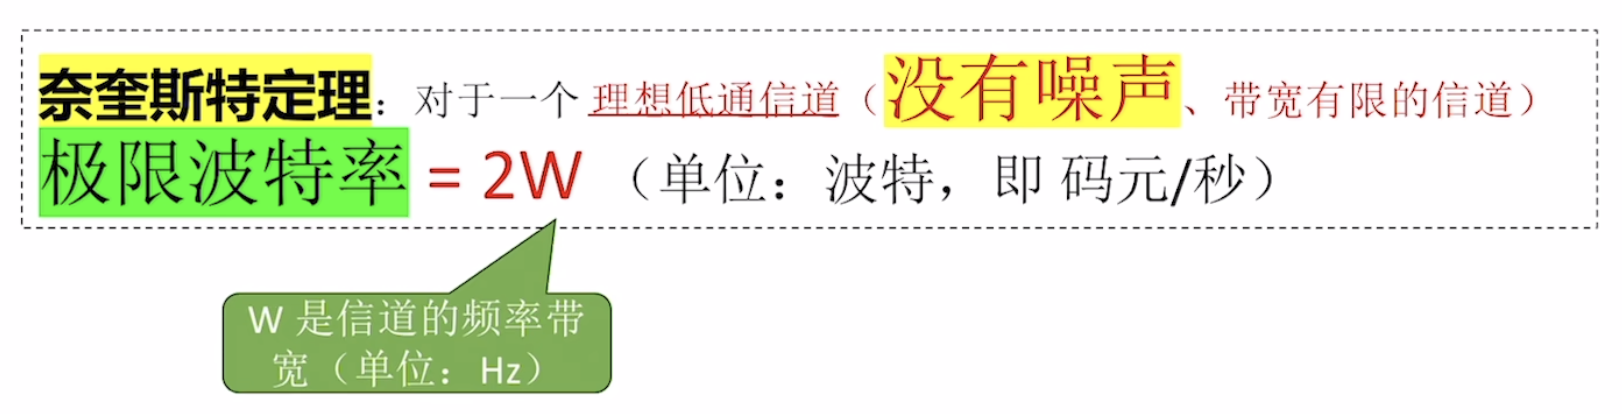 奈奎斯特定理：对于一个 理想低通信道（没有噪声、带宽有限的信道）
极限波特率 = 2W （单位：波特，即 码元/秒）
W 是信道的频率带
宽（单位：Hz）